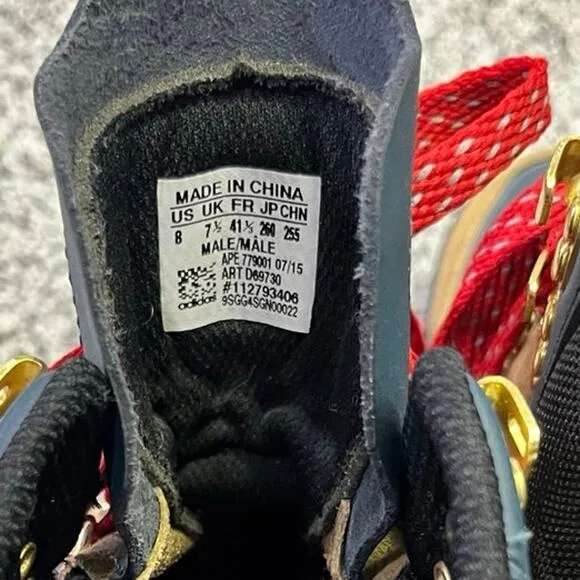 MADE IN CHINA
US UK FR JP CHN
8 7½ 41⅓ 260 255
MALE/MÂLE
APE 779001 07/15
ART D69730
#112793406
adidas 9SGG4SGN00022